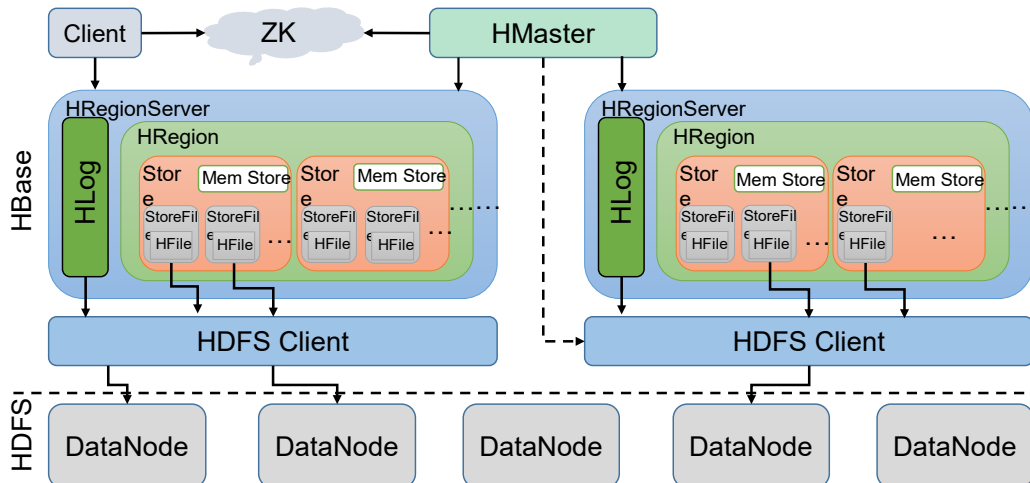 Client
ZK
HMaster
HBase
HRegionServer
HLog
HRegion
Stor
e
Mem Store
StoreFil
e
HFile
StoreFil
e
HFile
...
Stor
e
Mem Store
StoreFil
e
HFile
StoreFil
e
HFile
...
......
HRegionServer
HLog
HRegion
Stor
e
Mem Store
StoreFil
e
HFile
StoreFil
e
HFile
...
Stor
e
Mem Store
StoreFil
e
HFile
...
......
HDFS Client
HDFS Client
HDFS
DataNode
DataNode
DataNode
DataNode
DataNode